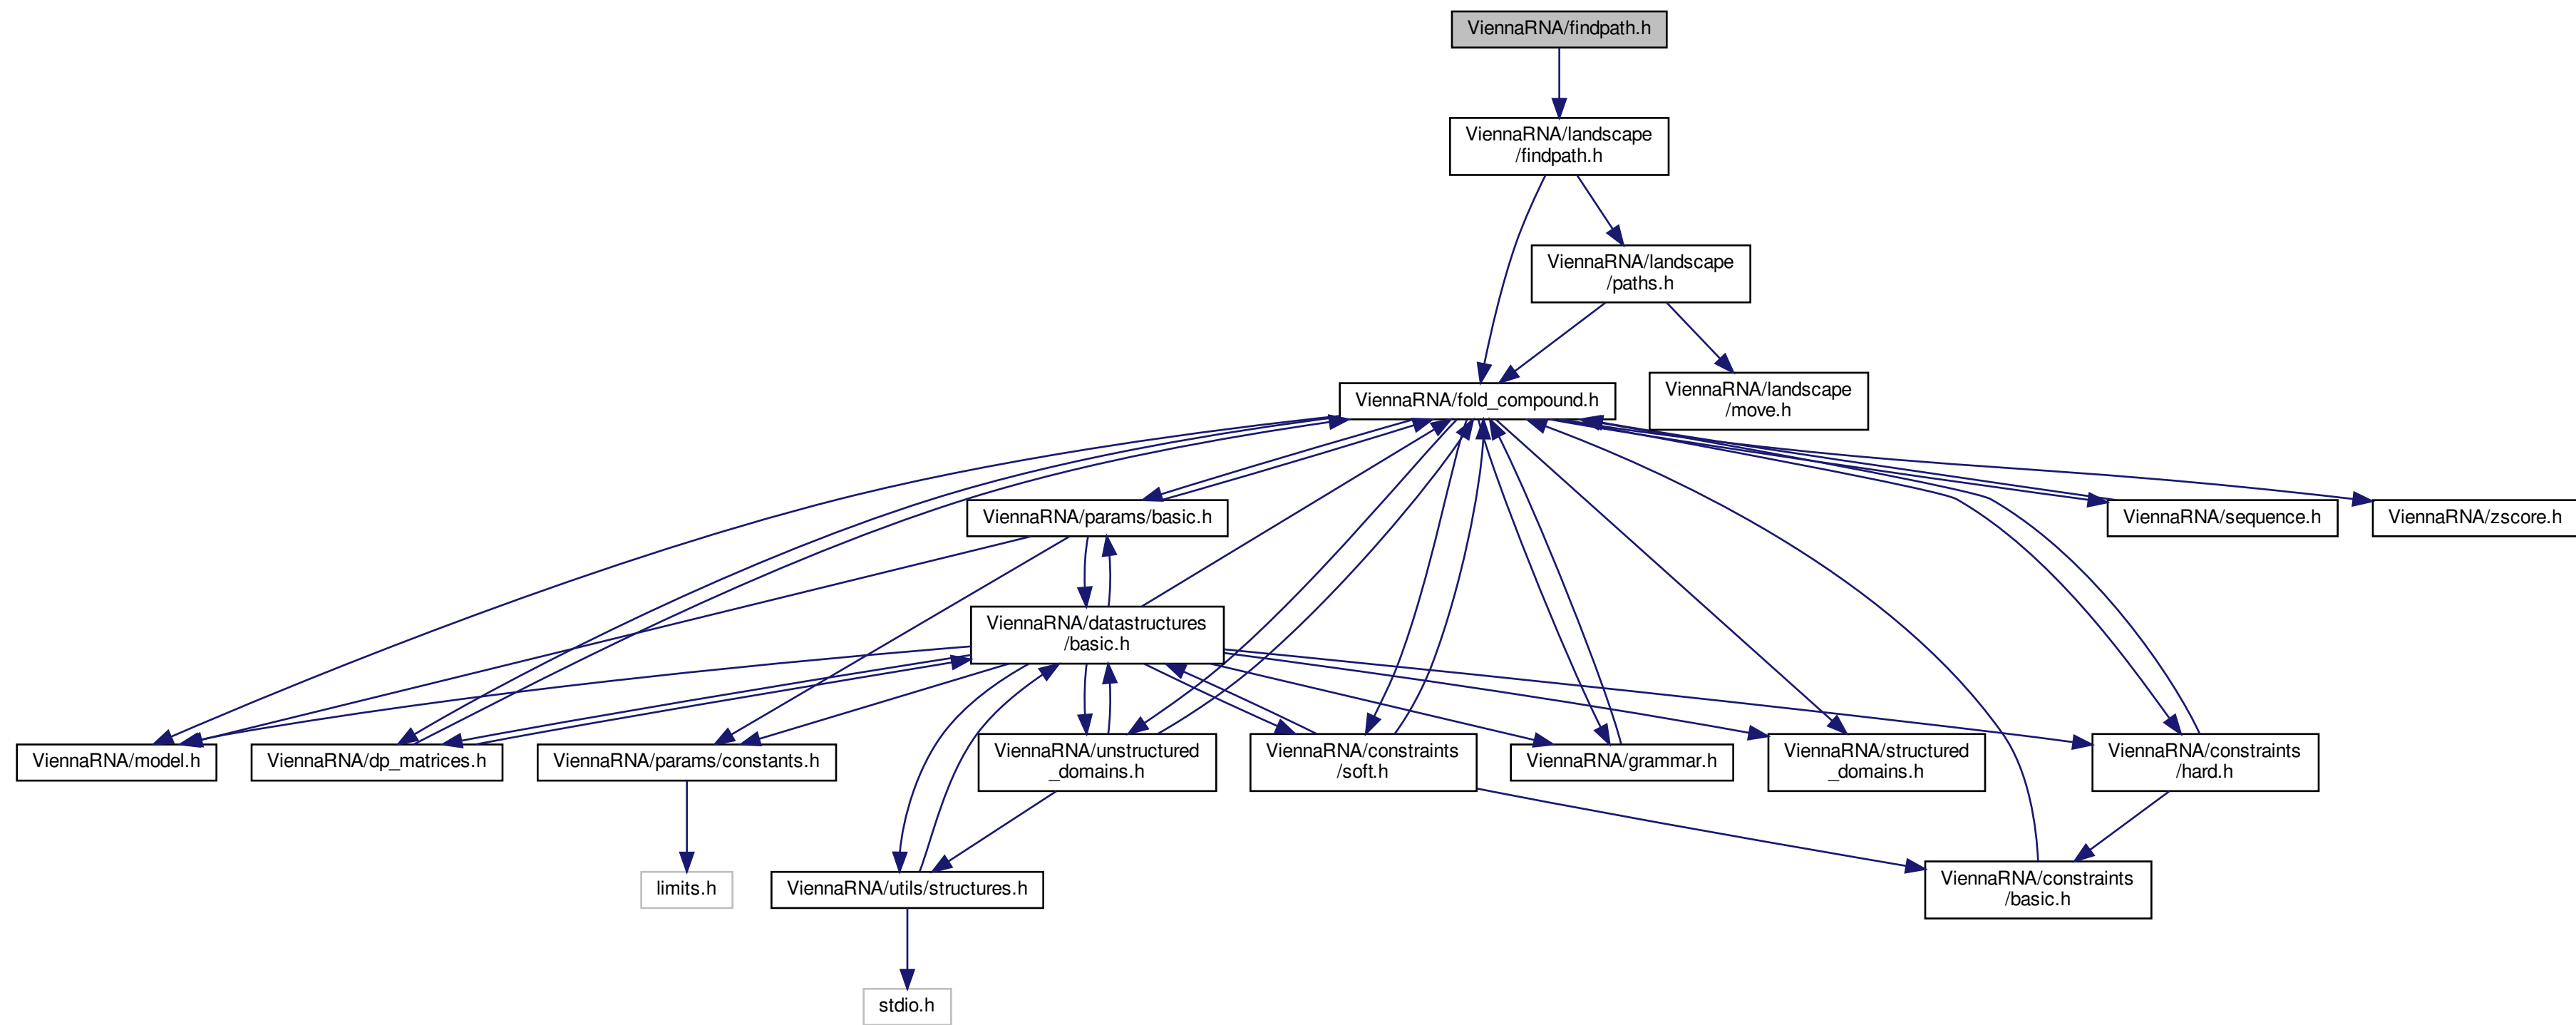 ViennaRNA/findpath.h
ViennaRNA/landscape
/findpath.h
ViennaRNA/landscape
/paths.h
ViennaRNA/fold_compound.h
ViennaRNA/landscape
/move.h
ViennaRNA/params/basic.h
ViennaRNA/sequence.h
ViennaRNA/zscore.h
ViennaRNA/datastructures
/basic.h
ViennaRNA/model.h
ViennaRNA/dp_matrices.h
ViennaRNA/params/constants.h
ViennaRNA/unstructured
_domains.h
ViennaRNA/constraints
/soft.h
ViennaRNA/grammar.h
ViennaRNA/structured
_domains.h
ViennaRNA/constraints
/hard.h
limits.h
ViennaRNA/utils/structures.h
ViennaRNA/constraints
/basic.h
stdio.h